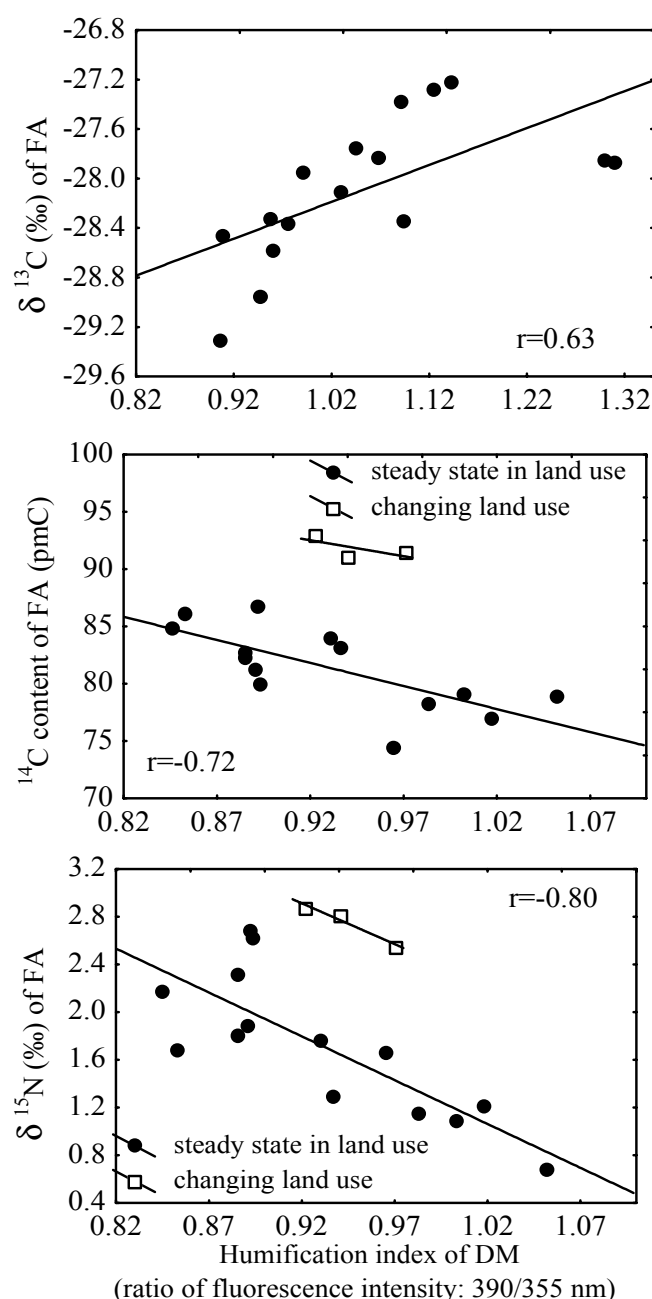 -26.8
-27.2
-27.6
-28.0
-28.4
-28.8
-29.2
-29.6
δ ¹³C (‰) of FA
r=0.63
0.82 0.92 1.02 1.12 1.22 1.32
100
95
90
85
80
75
70
¹⁴C content of FA (pmC)
steady state in land use
changing land use
r=-0.72
0.82 0.87 0.92 0.97 1.02 1.07
3.2
2.8
2.4
2.0
1.6
1.2
0.8
0.4
δ ¹⁵N (‰) of FA
r=-0.80
steady state in land use
changing land use
0.82 0.87 0.92 0.97 1.02 1.07
Humification index of DM
(ratio of fluorescence intensity: 390/355 nm)